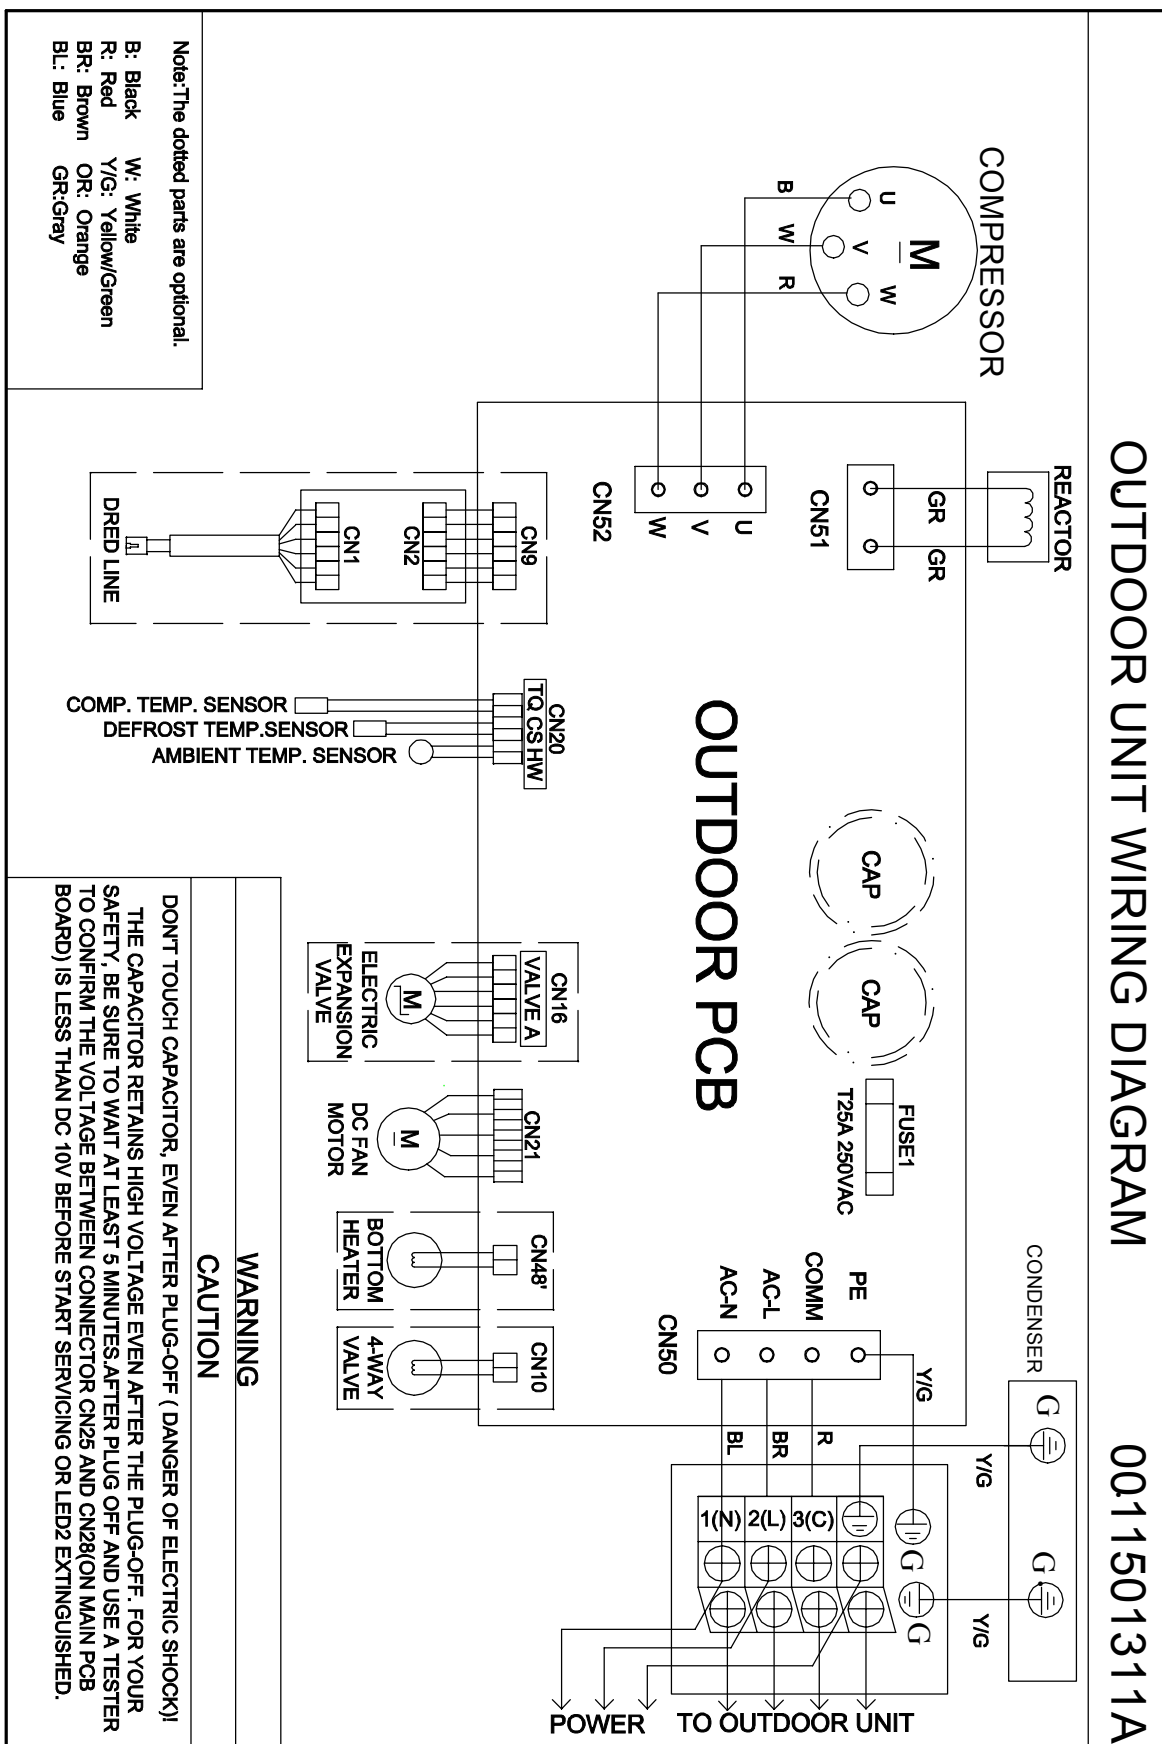 OUTDOOR UNIT WIRING DIAGRAM 0011501311A
COMPRESSOR
M
U
V
W
B
W
R
REACTOR
GR
GR
CN51
U
V
W
CN52
CONDENSER
G
G
Y/G
Y/G
CAP
CAP
FUSE1
T25A 250VAC
OUTDOOR PCB
PE
COMM
AC-L
AC-N
CN50
Y/G
R
BR
BL
1(N)
2(L)
3(C)
G
G
POWER
TO OUTDOOR UNIT
CN9
CN2
CN1
DRED LINE
CN20
TQ CS HW
COMP. TEMP. SENSOR
DEFROST TEMP.SENSOR
AMBIENT TEMP. SENSOR
CN16
VALVE A
M
ELECTRIC
EXPANSION
VALVE
CN21
M
DC FAN
MOTOR
CN48'
BOTTOM
HEATER
CN10
4-WAY
VALVE
Note:The dotted parts are optional.
B: Black W: White
R: Red Y/G: Yellow/Green
BR: Brown OR: Orange
BL: Blue GR:Gray
WARNING
CAUTION
DON'T TOUCH CAPACITOR, EVEN AFTER PLUG-OFF ( DANGER OF ELECTRIC SHOCK)!
THE CAPACITOR RETAINS HIGH VOLTAGE EVEN AFTER THE PLUG-OFF. FOR YOUR
SAFETY, BE SURE TO WAIT AT LEAST 5 MINUTES.AFTER PLUG OFF AND USE A TESTER
TO CONFIRM THE VOLTAGE BETWEEN CONNECTOR CN25 AND CN28(ON MAIN PCB
BOARD) IS LESS THAN DC 10V BEFORE START SERVICING OR LED2 EXTINGUISHED.